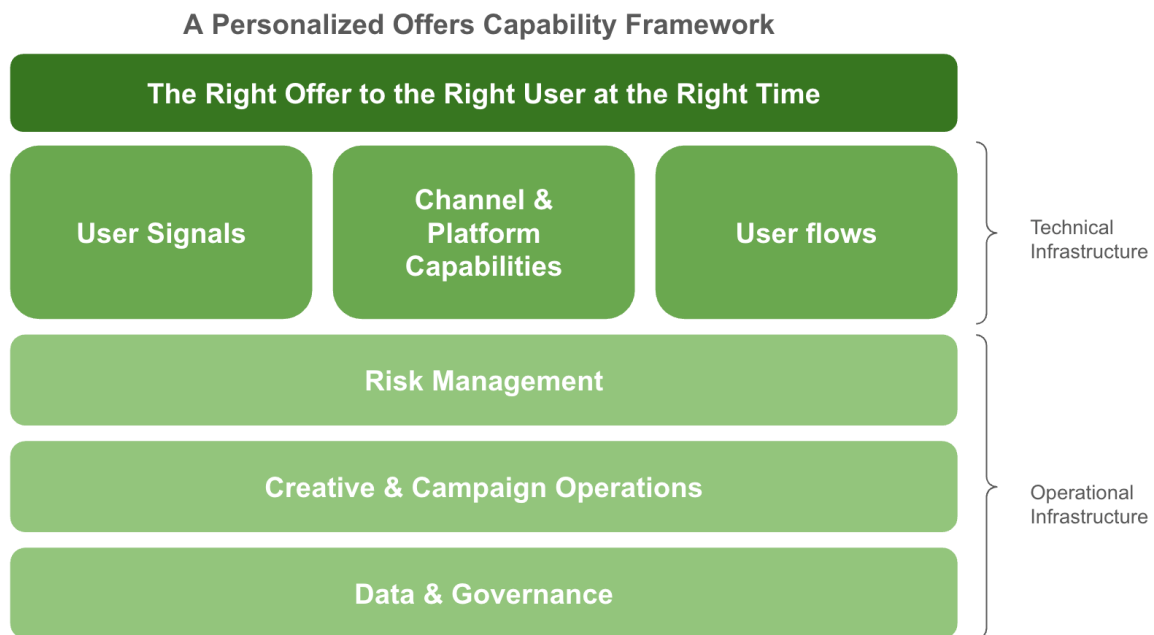 A Personalized Offers Capability Framework
The Right Offer to the Right User at the Right Time
User Signals
Channel &
Platform
Capabilities
User flows
Technical
Infrastructure
Risk Management
Creative & Campaign Operations
Operational
Infrastructure
Data & Governance